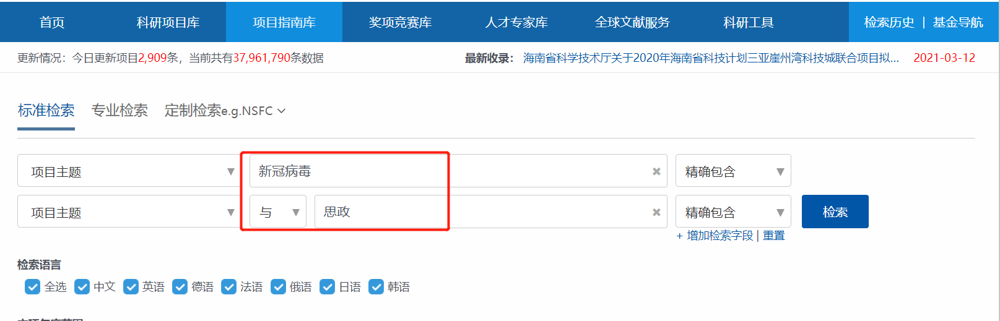 首页 科研项目库 项目指南库 奖项竞赛库 人才专家库 全球文献服务 科研工具 检索历史 | 基金导航
更新情况：今日更新项目2,909条，当前共有37,961,790条数据 最新收录： 海南省科学技术厅关于2020年海南省科技计划三亚崖州湾科技城联合项目拟... 2021-03-12
标准检索 专业检索 定制检索e.g.NSFC
项目主题 新冠病毒 精确包含
项目主题 与 思政 精确包含 检索
+ 增加检索字段 | 重置
检索语言
全选 中文 英语 德语 法语 俄语 日语 韩语